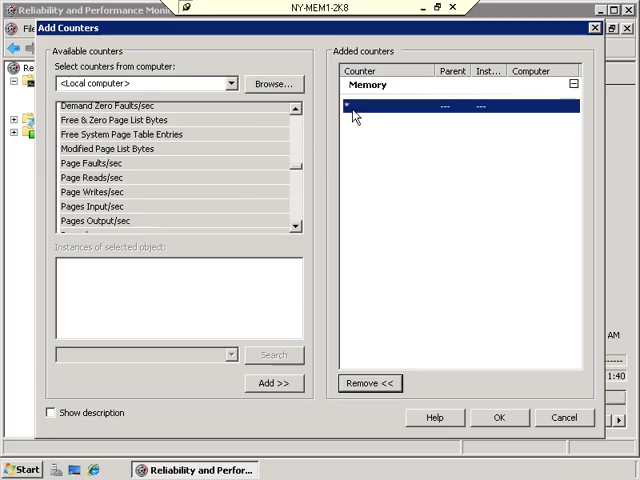 Reliability and Performance Moni
NY-MEM1-2K8
Add Counters
File
Re
Available counters
Select counters from computer:
<Local computer>
Browse...
Demand Zero Faults/sec
Free & Zero Page List Bytes
Free System Page Table Entries
Modified Page List Bytes
Page Faults/sec
Page Reads/sec
Page Writes/sec
Pages Input/sec
Pages Output/sec
Instances of selected object:
Search
Add >>
Show description
Added counters
Counter Parent Inst... Computer
Memory
* --- ---
Remove <<
Help OK Cancel
AM
------
1:40
Start
Reliability and Perfor...